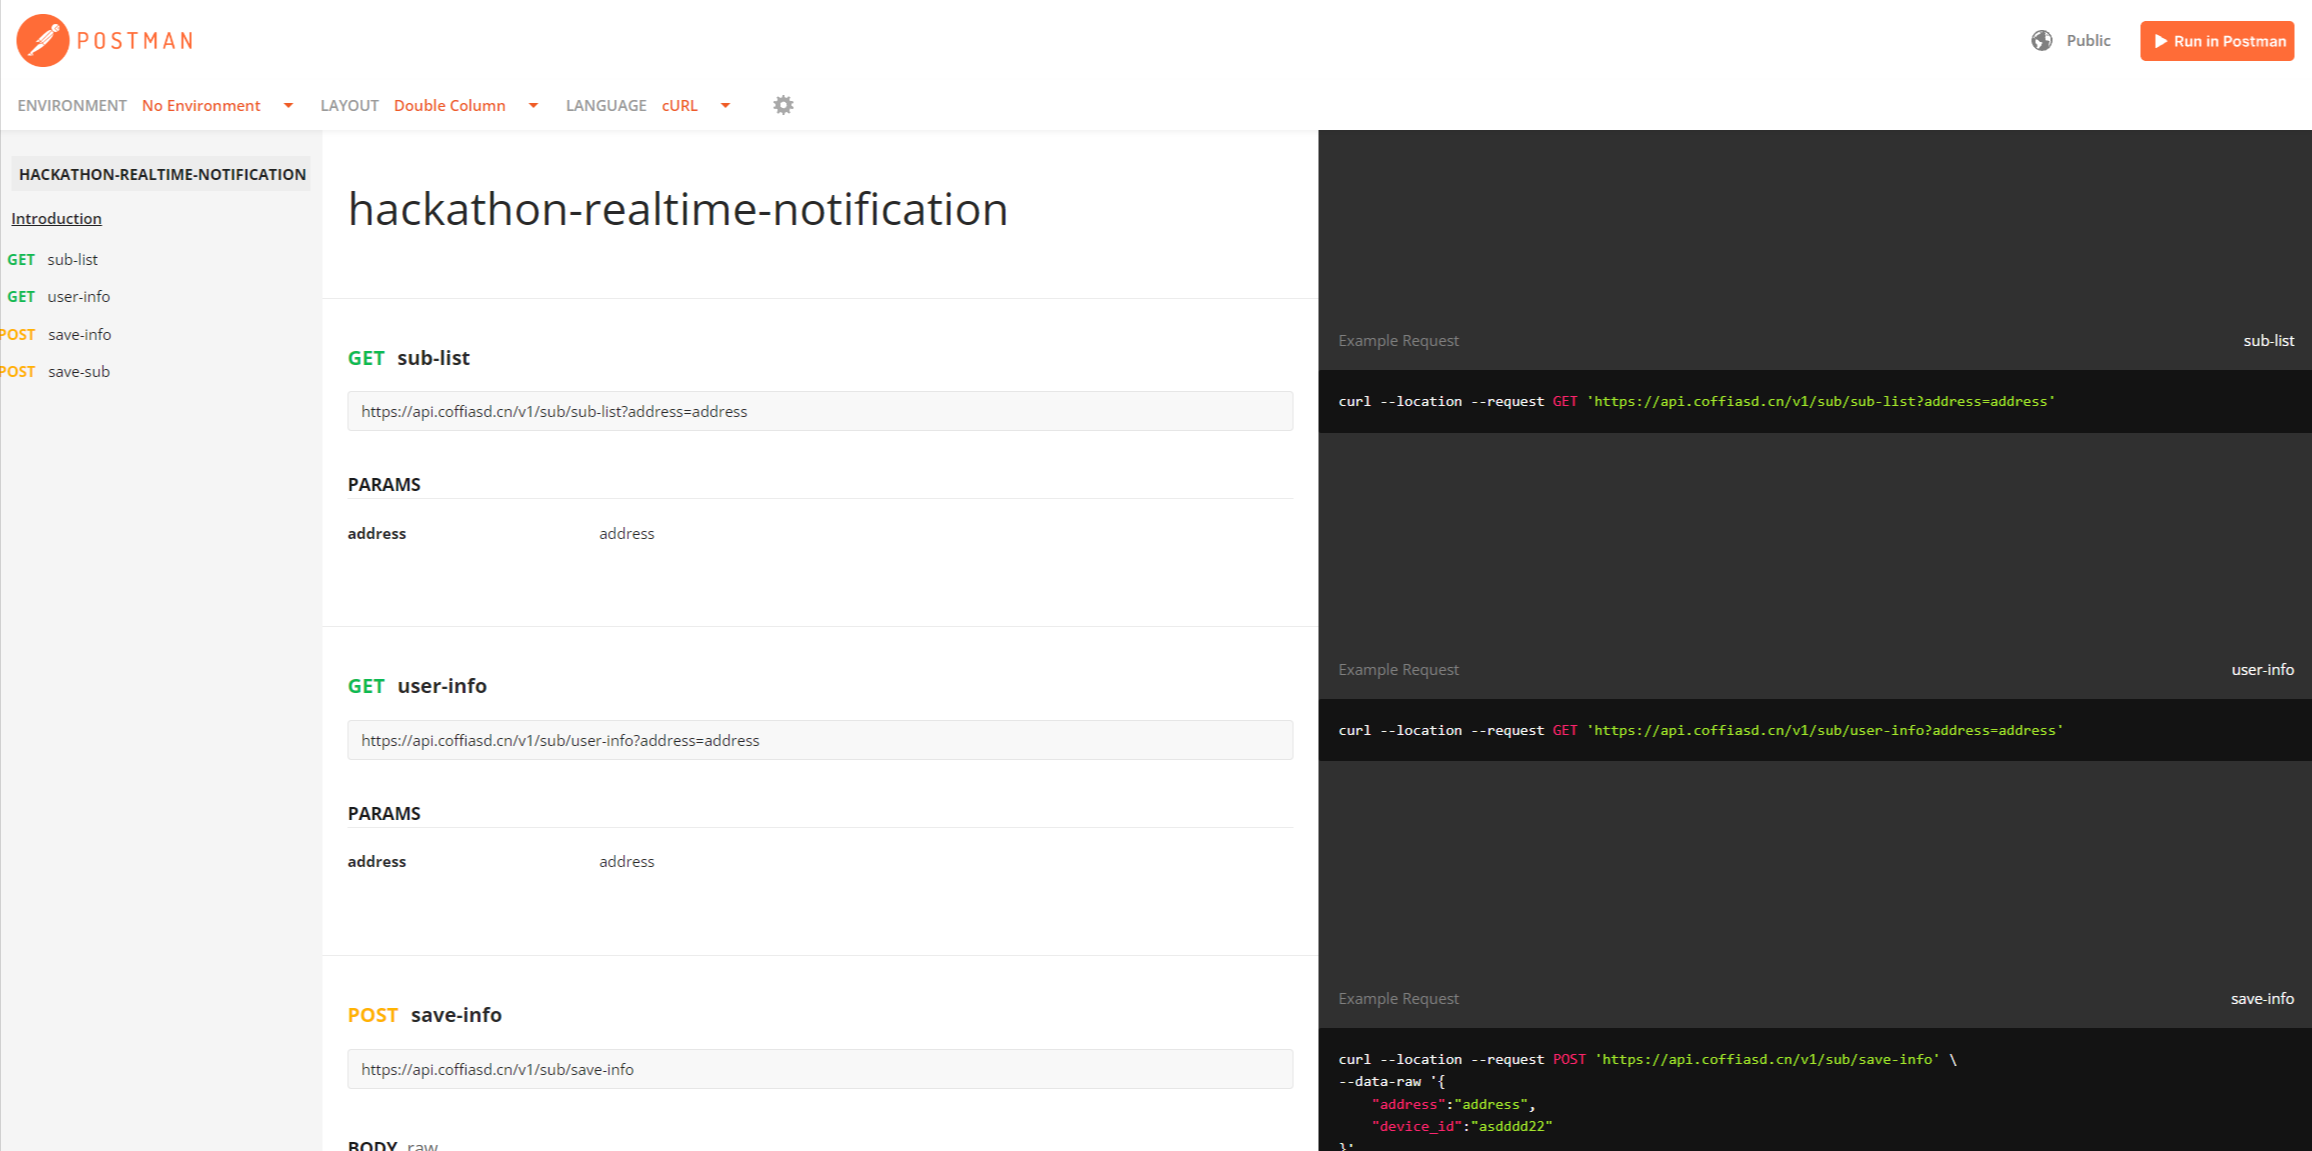 POSTMAN
Public
Run in Postman
ENVIRONMENT No Environment LAYOUT Double Column LANGUAGE cURL
HACKATHON-REALTIME-NOTIFICATION
Introduction
GET sub-list
GET user-info
POST save-info
POST save-sub
hackathon-realtime-notification
GET sub-list
https://api.coffiasd.cn/v1/sub/sub-list?address=address
PARAMS
address address
GET user-info
https://api.coffiasd.cn/v1/sub/user-info?address=address
PARAMS
address address
POST save-info
https://api.coffiasd.cn/v1/sub/save-info
BODY raw
Example Request sub-list
curl --location --request GET 'https://api.coffiasd.cn/v1/sub/sub-list?address=address'
Example Request user-info
curl --location --request GET 'https://api.coffiasd.cn/v1/sub/user-info?address=address'
Example Request save-info
curl --location --request POST 'https://api.coffiasd.cn/v1/sub/save-info' \
--data-raw '{
"address":"address",
"device_id":"asdddd22"
}'